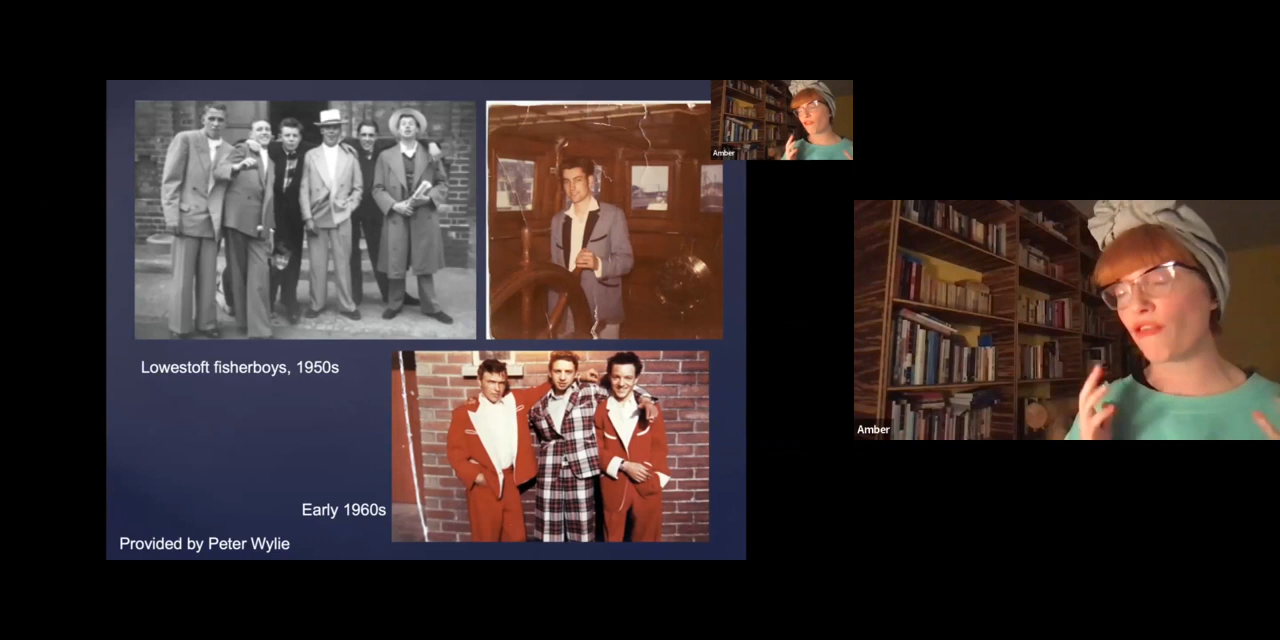 Amber
Lowestoft fisherboys, 1950s
Amber
Early 1960s
Provided by Peter Wylie